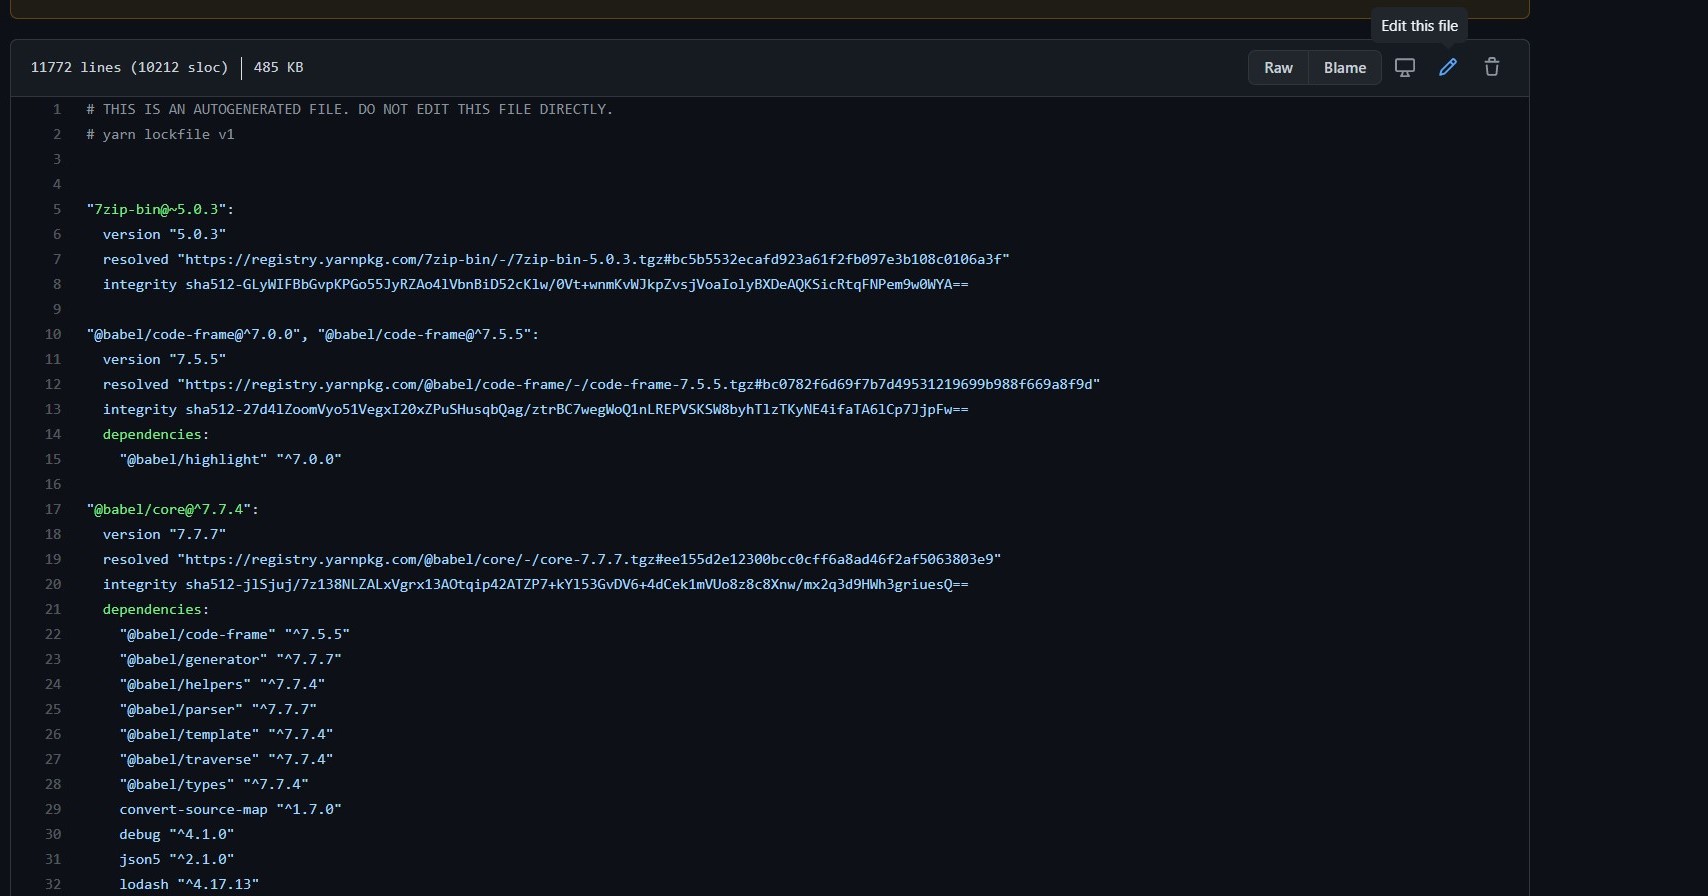 Edit this file
11772 lines (10212 sloc) | 485 KB
Raw Blame
1 # THIS IS AN AUTOGENERATED FILE. DO NOT EDIT THIS FILE DIRECTLY.
2 # yarn lockfile v1
3
4
5 "7zip-bin@~5.0.3":
6 version "5.0.3"
7 resolved "https://registry.yarnpkg.com/7zip-bin/-/7zip-bin-5.0.3.tgz#bc5b5532ecafd923a61f2fb097e3b108c0106a3f"
8 integrity sha512-GLyWIFBbGvpKPGo55JyRZAo4lVbnBiD52cKlw/0Vt+wnmKvWJkpZvsjVoaIolyBXDeAQKSicRtqFNPem9w0WYA==
9
10 "@babel/code-frame@^7.0.0", "@babel/code-frame@^7.5.5":
11 version "7.5.5"
12 resolved "https://registry.yarnpkg.com/@babel/code-frame/-/code-frame-7.5.5.tgz#bc0782f6d69f7b7d49531219699b988f669a8f9d"
13 integrity sha512-27d4lZoomVyo51VegxI20xZPuSHusqbQag/ztrBC7wegWoQ1nLREPVSKSW8byhTlzTKyNE4ifaTA6lCp7JjpFw==
14 dependencies:
15 "@babel/highlight" "^7.0.0"
16
17 "@babel/core@^7.7.4":
18 version "7.7.7"
19 resolved "https://registry.yarnpkg.com/@babel/core/-/core-7.7.7.tgz#ee155d2e12300bcc0cff6a8ad46f2af5063803e9"
20 integrity sha512-jlSjuj/7z138NLZALxVgrx13AOtqip42ATZP7+kYl53GvDV6+4dCek1mVUo8z8c8Xnw/mx2q3d9HWh3griuesQ==
21 dependencies:
22 "@babel/code-frame" "^7.5.5"
23 "@babel/generator" "^7.7.7"
24 "@babel/helpers" "^7.7.4"
25 "@babel/parser" "^7.7.7"
26 "@babel/template" "^7.7.4"
27 "@babel/traverse" "^7.7.4"
28 "@babel/types" "^7.7.4"
29 convert-source-map "^1.7.0"
30 debug "^4.1.0"
31 json5 "^2.1.0"
32 lodash "^4.17.13"